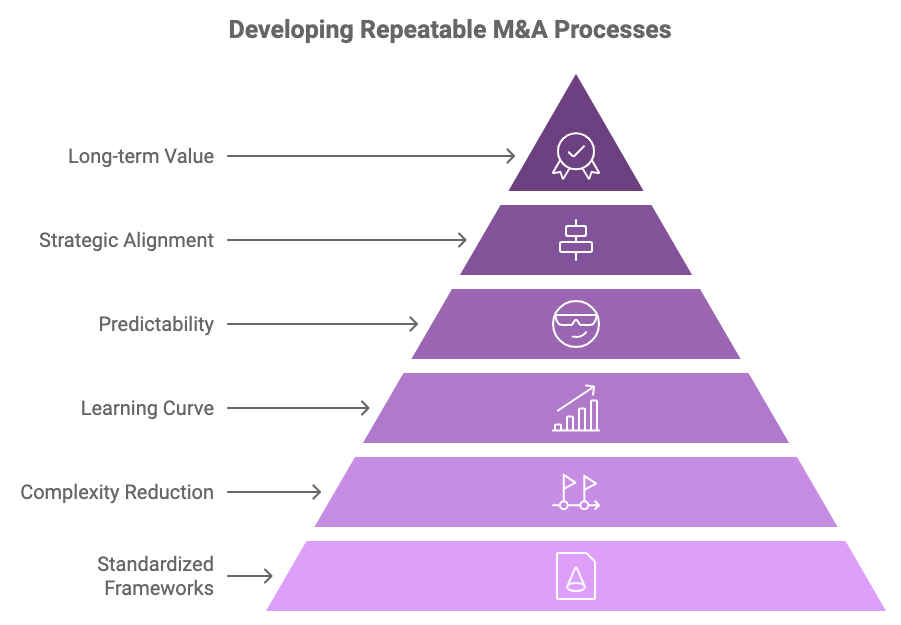 Developing Repeatable M&A Processes
Long-term Value
Strategic Alignment
Predictability
Learning Curve
Complexity Reduction
Standardized
Frameworks